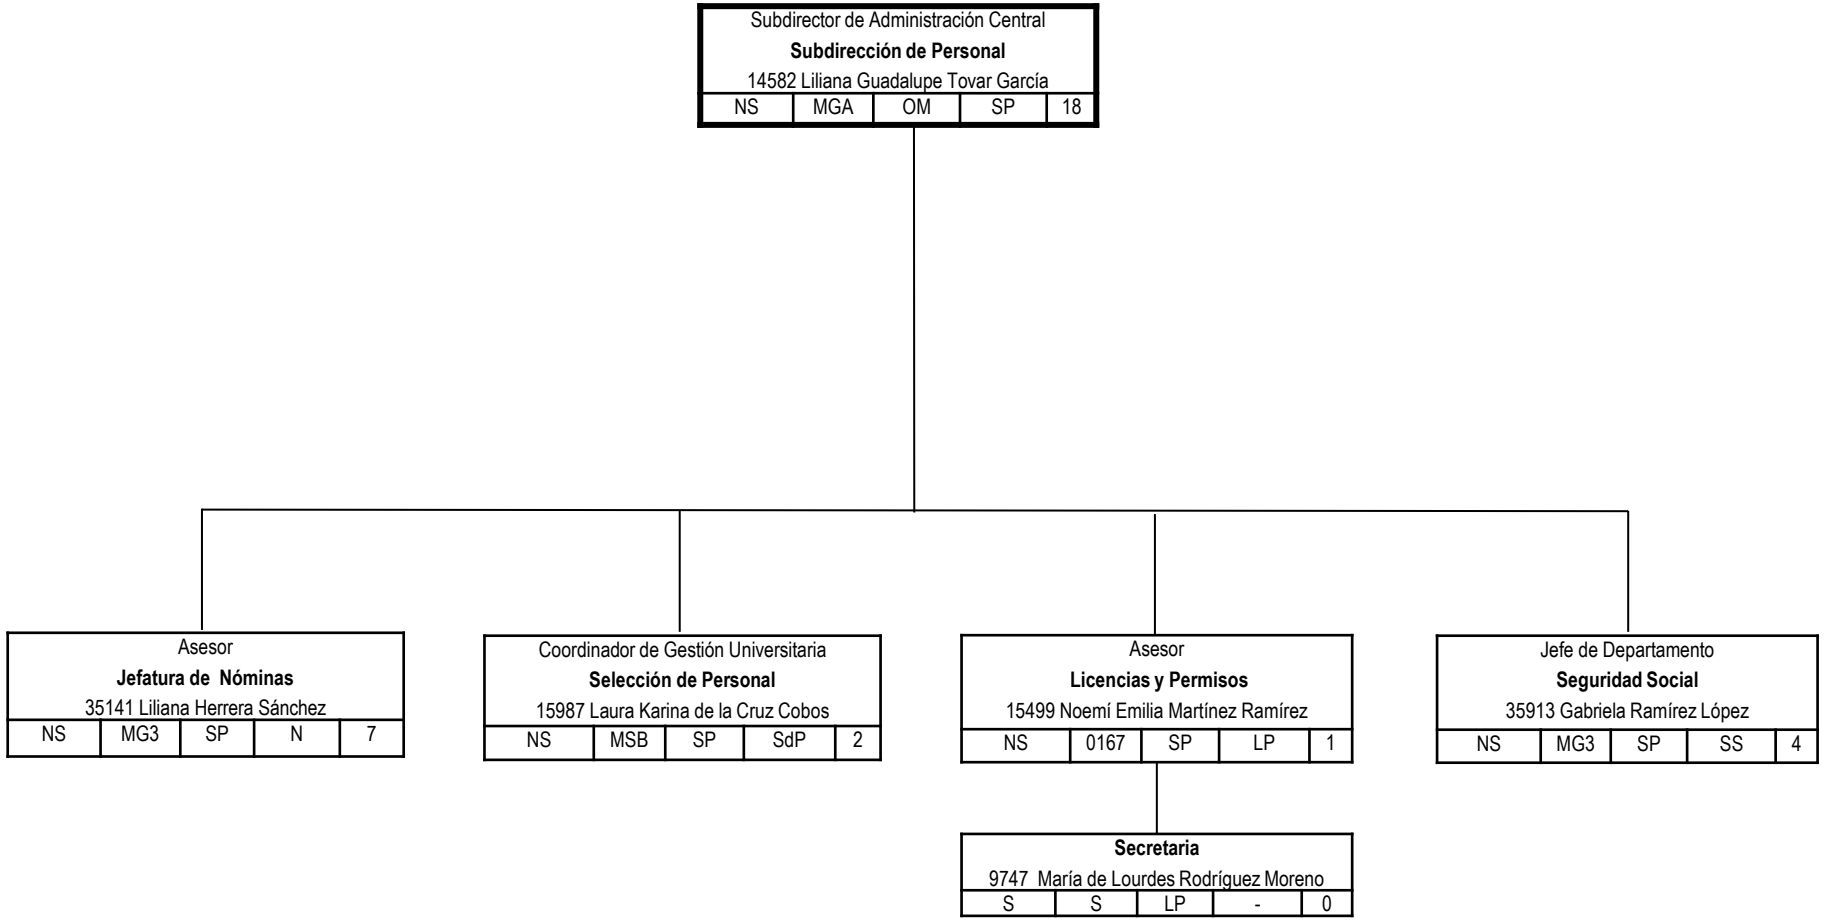 Subdirector de Administración Central
Subdirección de Personal
14582 Liliana Guadalupe Tovar García
NS MGA OM SP 18
Asesor
Jefatura de Nóminas
35141 Liliana Herrera Sánchez
NS MG3 SP N 7
Coordinador de Gestión Universitaria
Selección de Personal
15987 Laura Karina de la Cruz Cobos
NS MSB SP SdP 2
Asesor
Licencias y Permisos
15499 Noemí Emilia Martínez Ramírez
NS 0167 SP LP 1
Jefe de Departamento
Seguridad Social
35913 Gabriela Ramírez López
NS MG3 SP SS 4
Secretaria
9747 María de Lourdes Rodríguez Moreno
S S LP - 0